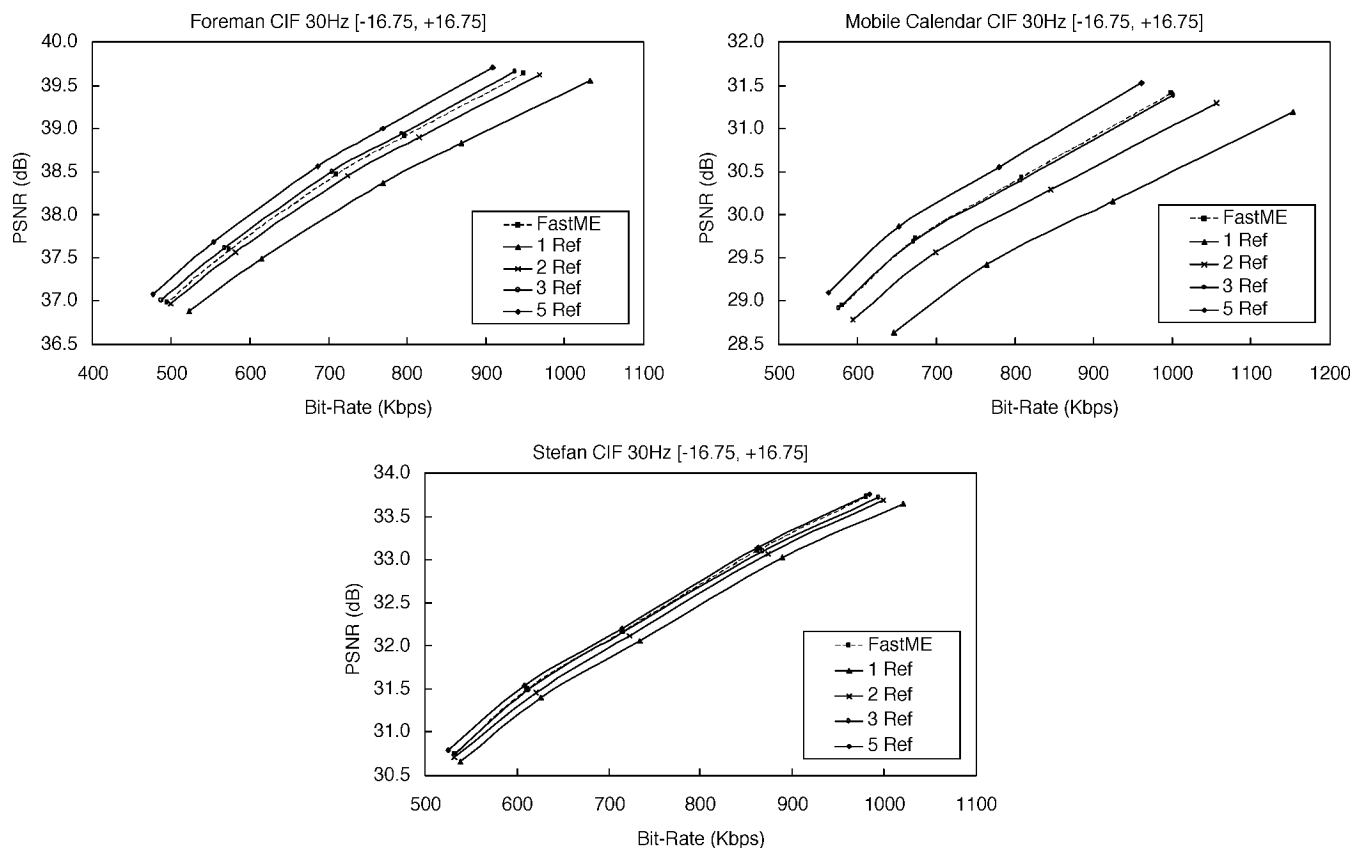 Foreman CIF 30Hz [-16.75, +16.75]
40.0
39.5
39.0
38.5
38.0
37.5
37.0
36.5
PSNR (dB)
400 500 600 700 800 900 1000 1100
Bit-Rate (Kbps)
FastME
1 Ref
2 Ref
3 Ref
5 Ref
Mobile Calendar CIF 30Hz [-16.75, +16.75]
32.0
31.5
31.0
30.5
30.0
29.5
29.0
28.5
PSNR (dB)
500 600 700 800 900 1000 1100 1200
Bit-Rate (Kbps)
FastME
1 Ref
2 Ref
3 Ref
5 Ref
Stefan CIF 30Hz [-16.75, +16.75]
34.0
33.5
33.0
32.5
32.0
31.5
31.0
30.5
PSNR (dB)
500 600 700 800 900 1000 1100
Bit-Rate (Kbps)
FastME
1 Ref
2 Ref
3 Ref
5 Ref